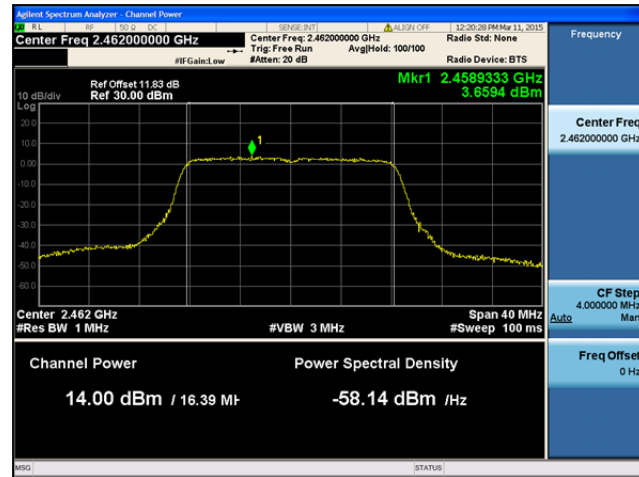 Agilent Spectrum Analyzer - Channel Power
RL RF 50 Ω DC SENSE:INT ALIGN OFF 12:20:28 PM Mar 11, 2015
Center Freq 2.462000000 GHz Center Freq: 2.462000000 GHz Radio Std: None Frequency
Trig: Free Run Avg|Hold: 100/100
#IFGain:Low #Atten: 20 dB Radio Device: BTS
Ref Offset 11.83 dB Mkr1 2.4589333 GHz
10 dB/div Ref 30.00 dBm 3.6594 dBm
Log
20.0
10.0
0.00
-10.0
-20.0
-30.0
-40.0
-50.0
-60.0
1
Center Freq
2.462000000 GHz
CF Step
4.000000 MHz
Auto Man
Freq Offset
0 Hz
Center 2.462 GHz Span 40 MHz
#Res BW 1 MHz #VBW 3 MHz #Sweep 100 ms
Channel Power Power Spectral Density
14.00 dBm / 16.39 MH -58.14 dBm /Hz
MSG STATUS